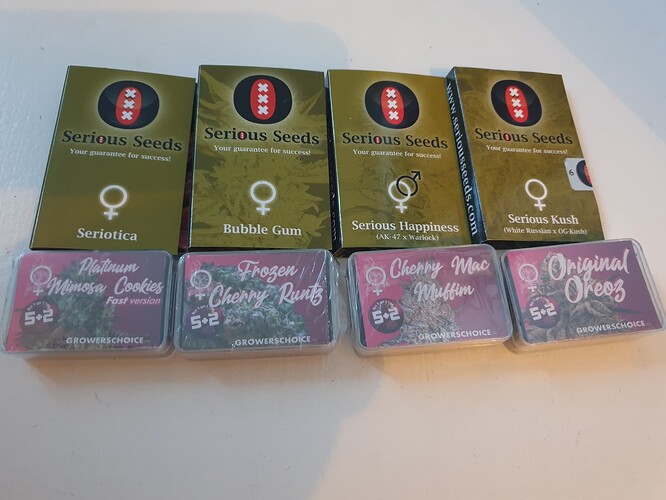 Serious Seeds
Your guarantee for success!
Seriotica
Serious Seeds
Your guarantee for success!
Bubble Gum
Serious Seeds
Your guarantee for success!
Serious Happiness
(AK-47 x Warlock)
www.seriousseeds.com
Serious Seeds
Your guarantee for success!
6
Serious Kush
(White Russian x OG-Kush)
Platinum
Mimosa Cookies
Fast version
5+2
GROWERSCHOICE
Frozen
Cherry Runtz
5+2
GROWERSCHOICE
Cherry Mac
Muffim
5+2
GROWERSCHOICE
Original
Oreoz
5+2
GROWERSCHOICE